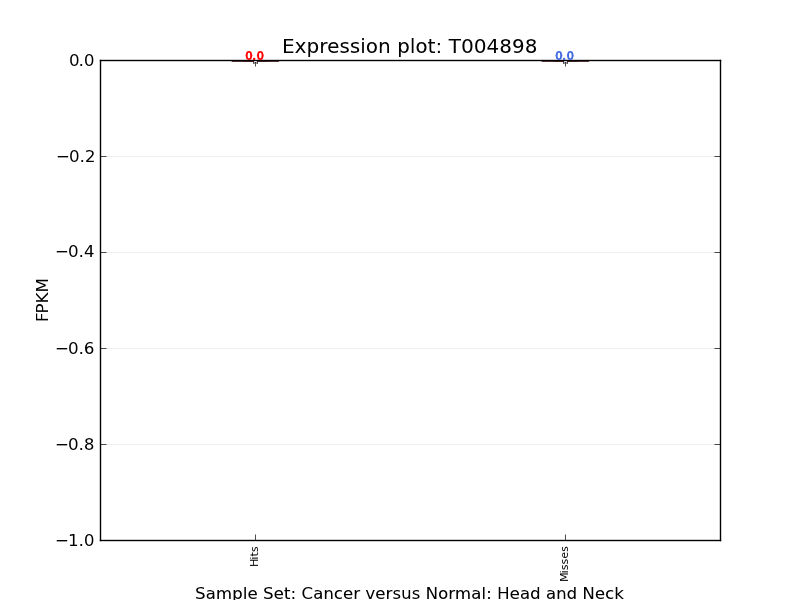 Expression plot: T004898
0.0
0.0
0.0
−0.2
−0.4
−0.6
−0.8
−1.0
FPKM
Hits
Misses
Sample Set: Cancer versus Normal: Head and Neck